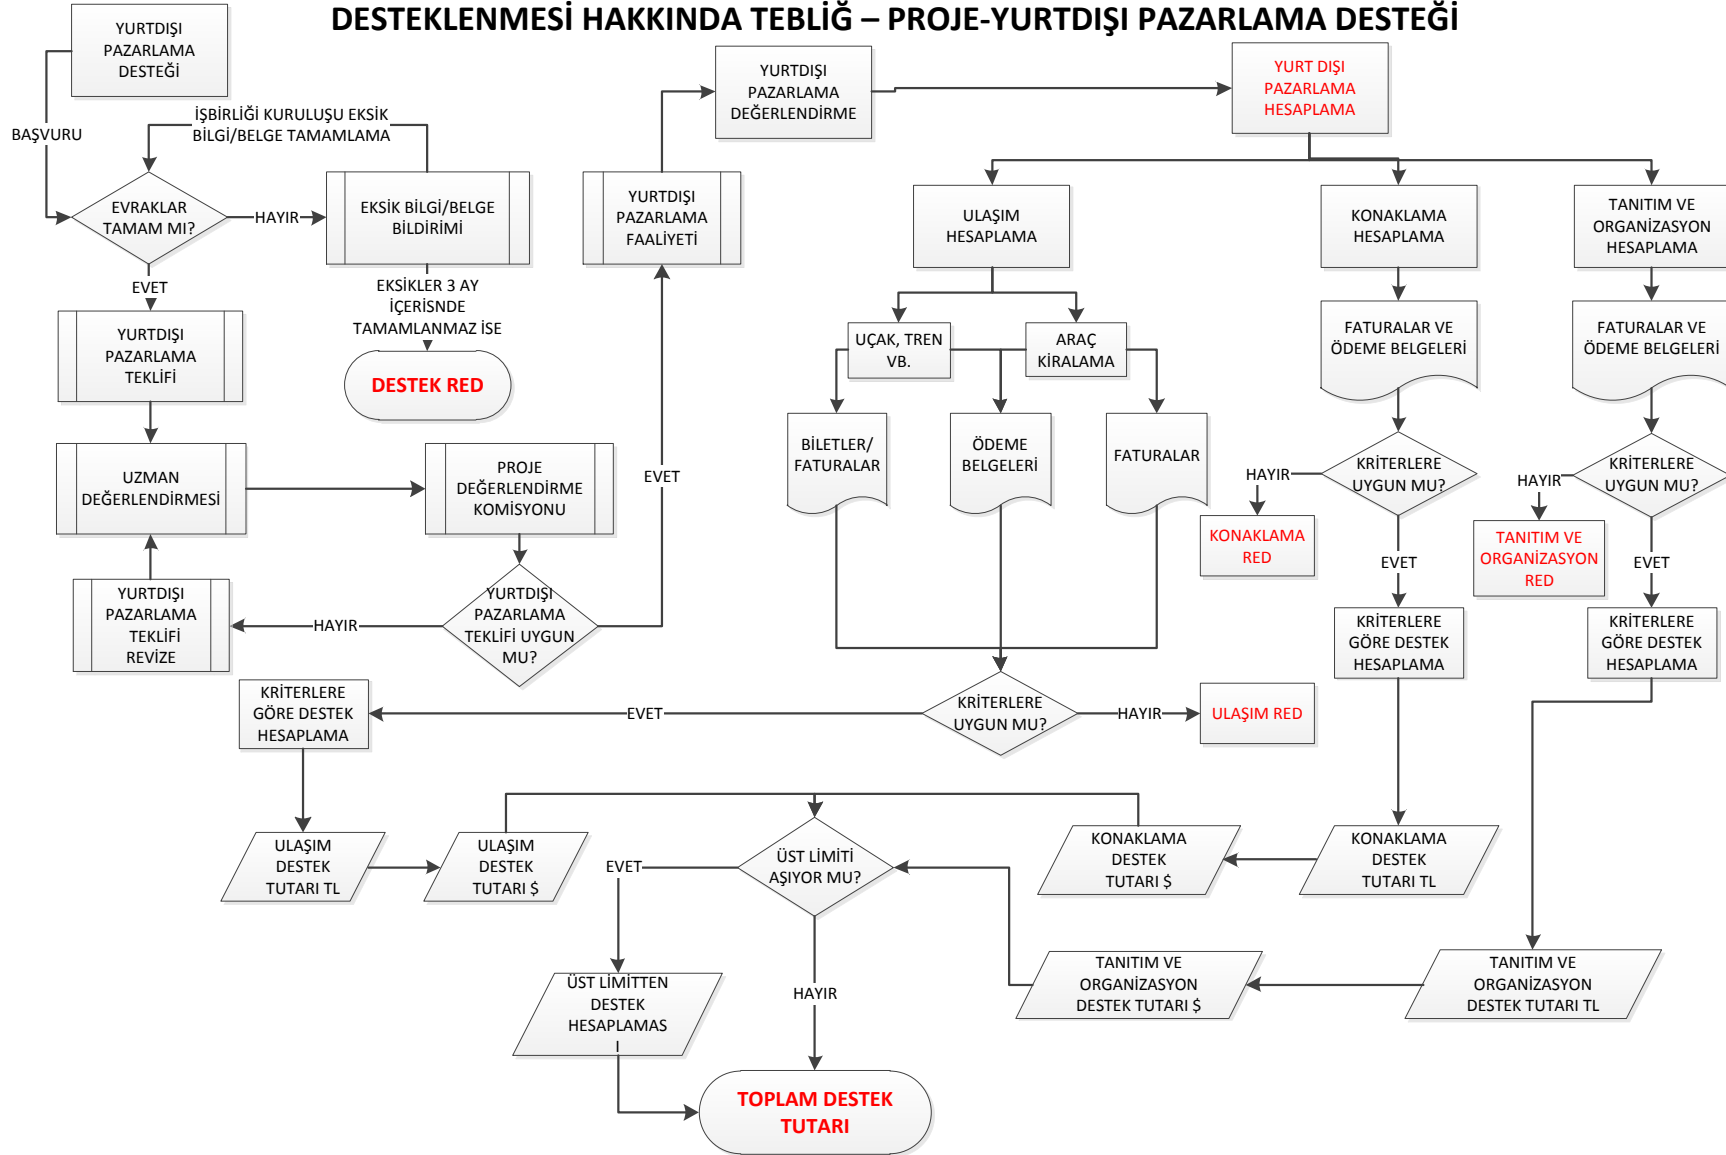 DESTEKLENMESİ HAKKINDA TEBLİĞ – PROJE-YURTDIŞI PAZARLAMA DESTEĞİ
YURTDIŞI
PAZARLAMA
DESTEĞİ
BAŞVURU
İŞBİRLİĞİ KURULUŞU EKSİK
BİLGİ/BELGE TAMAMLAMA
EVRAKLAR
TAMAM MI?
HAYIR
EKSİK BİLGİ/BELGE
BİLDİRİMİ
EVET
EKSİKLER 3 AY
İÇERİSNDE
TAMAMLANMAZ İSE
DESTEK RED
YURTDIŞI
PAZARLAMA
TEKLİFİ
UZMAN
DEĞERLENDİRMESİ
PROJE
DEĞERLENDİRME
KOMİSYONU
YURTDIŞI
PAZARLAMA
TEKLİFİ UYGUN
MU?
HAYIR
YURTDIŞI
PAZARLAMA
TEKLİFİ
REVİZE
EVET
YURTDIŞI
PAZARLAMA
FAALİYETİ
YURTDIŞI
PAZARLAMA
DEĞERLENDİRME
YURT DIŞI
PAZARLAMA
HESAPLAMA
ULAŞIM
HESAPLAMA
KONAKLAMA
HESAPLAMA
TANITIM VE
ORGANİZASYON
HESAPLAMA
UÇAK, TREN
VB.
ARAÇ
KİRALAMA
FATURALAR VE
ÖDEME BELGELERİ
FATURALAR VE
ÖDEME BELGELERİ
BİLETLER/
FATURALAR
ÖDEME
BELGELERİ
FATURALAR
KRİTERLERE
UYGUN MU?
HAYIR
KONAKLAMA
RED
EVET
KRİTERLERE
UYGUN MU?
HAYIR
TANITIM VE
ORGANİZASYON
RED
EVET
KRİTERLERE
GÖRE DESTEK
HESAPLAMA
KRİTERLERE
GÖRE DESTEK
HESAPLAMA
KRİTERLERE
UYGUN MU?
HAYIR
ULAŞIM RED
EVET
KRİTERLERE
GÖRE DESTEK
HESAPLAMA
ULAŞIM
DESTEK
TUTARI TL
ULAŞIM
DESTEK
TUTARI $
ÜST LİMİTİ
AŞIYOR MU?
KONAKLAMA
DESTEK
TUTARI $
KONAKLAMA
DESTEK
TUTARI TL
EVET
TANITIM VE
ORGANİZASYON
DESTEK TUTARI $
TANITIM VE
ORGANİZASYON
DESTEK TUTARI TL
HAYIR
ÜST LİMİTTEN
DESTEK
HESAPLAMAS
I
TOPLAM DESTEK
TUTARI